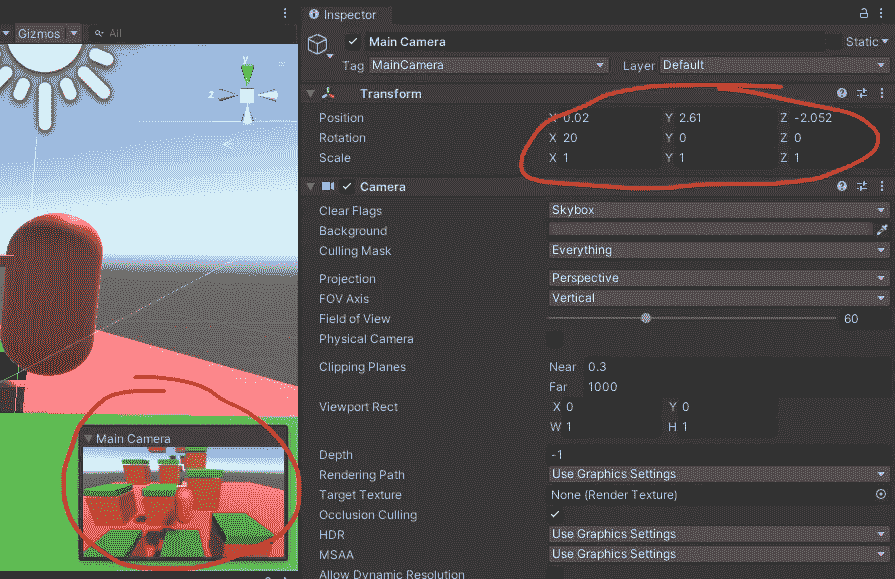 Inspector
Gizmos All
Main Camera Static
Tag MainCamera Layer Default
Transform
y
z
Position X 0.02 Y 2.61 Z -2.052
Rotation X 20 Y 0 Z 0
Scale X 1 Y 1 Z 1
Camera
Clear Flags Skybox
Background
Culling Mask Everything
Projection Perspective
FOV Axis Vertical
Field of View 60
Physical Camera
Clipping Planes Near 0.3
Far 1000
Viewport Rect X 0 Y 0
W 1 H 1
Main Camera
Depth -1
Rendering Path Use Graphics Settings
Target Texture None (Render Texture)
Occlusion Culling
HDR Use Graphics Settings
MSAA Use Graphics Settings
Allow Dynamic Resolution